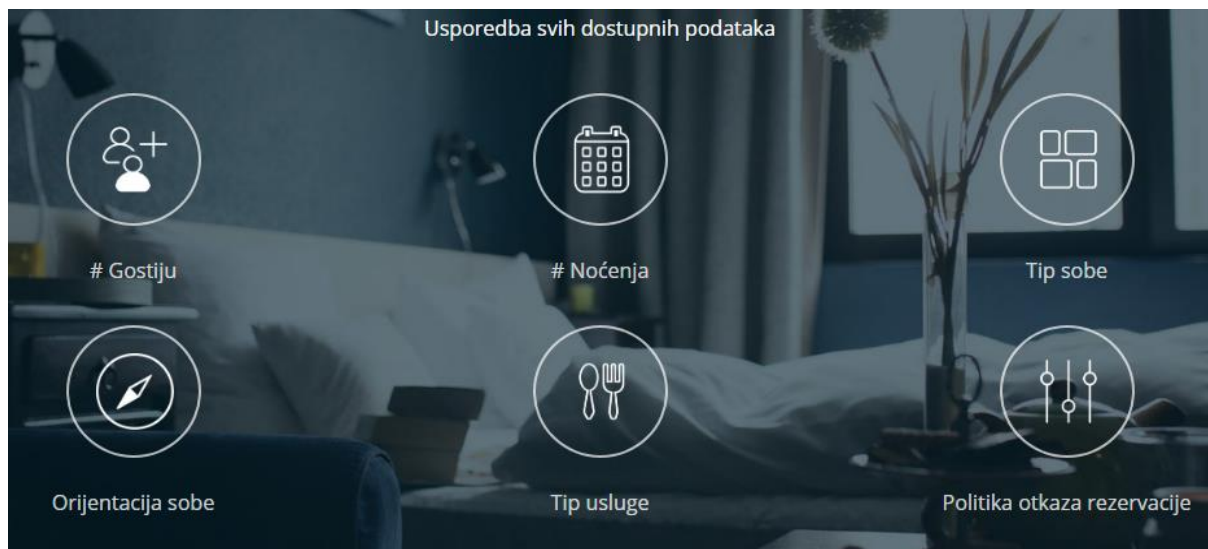 Usporedba svih dostupnih podataka
# Gostiju
# Noćenja
Tip sobe
Orijentacija sobe
Tip usluge
Politika otkaza rezervacije